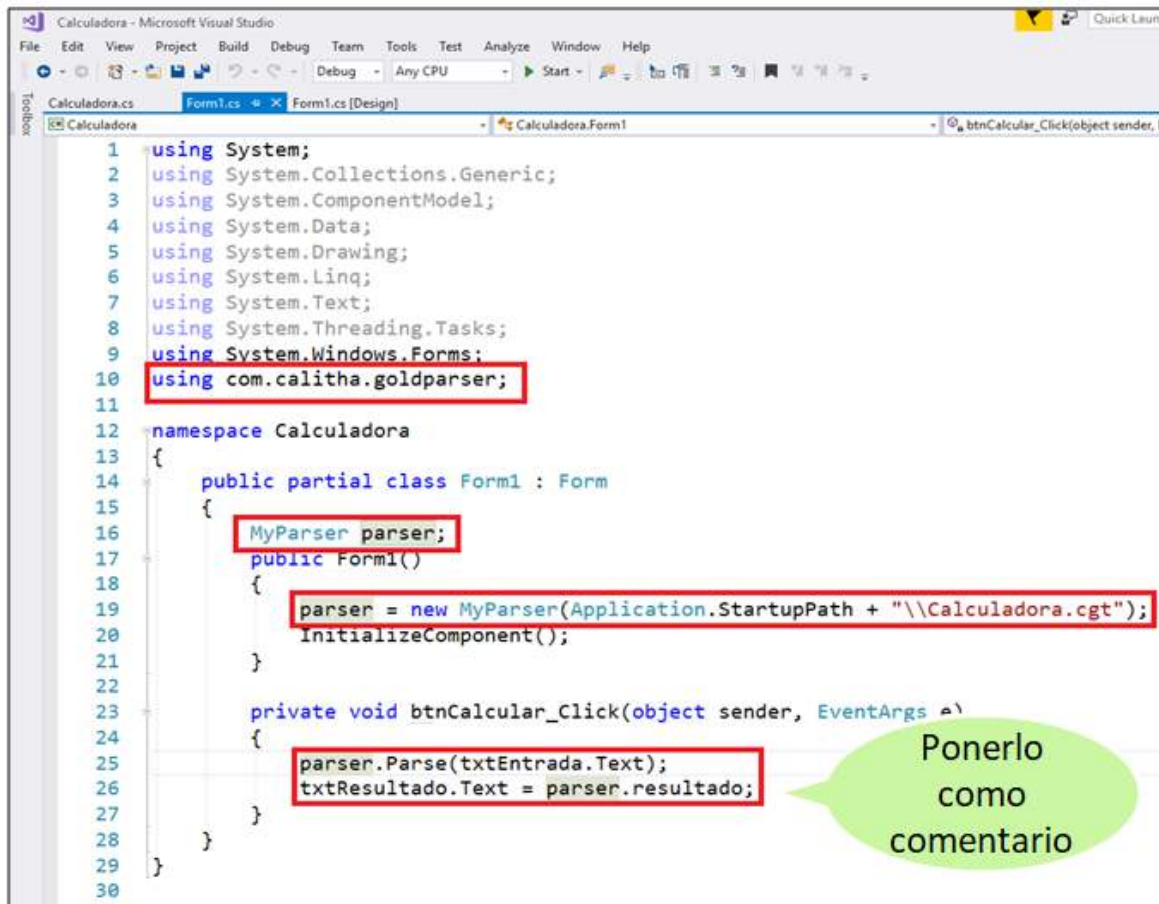 Calculadora - Microsoft Visual Studio
Quick Laun
File Edit View Project Build Debug Team Tools Test Analyze Window Help
Debug Any CPU Start
Toolbox
Calculadora.cs Form1.cs Form1.cs [Design]
Calculadora Calculadora.Form1 btnCalcular_Click(object sender,
1 using System;
2 using System.Collections.Generic;
3 using System.ComponentModel;
4 using System.Data;
5 using System.Drawing;
6 using System.Linq;
7 using System.Text;
8 using System.Threading.Tasks;
9 using System.Windows.Forms;
10 using com.calitha.goldparser;
11
12 namespace Calculadora
13 {
14 public partial class Form1 : Form
15 {
16 MyParser parser;
17 public Form1()
18 {
19 parser = new MyParser(Application.StartupPath + "\\Calculadora.cgt");
20 InitializeComponent();
21 }
22
23 private void btnCalcular_Click(object sender, EventArgs e)
24 {
25 parser.Parse(txtEntrada.Text);
26 txtResultado.Text = parser.resultado;
27 }
28 }
29 }
30
Ponerlo
como
comentario